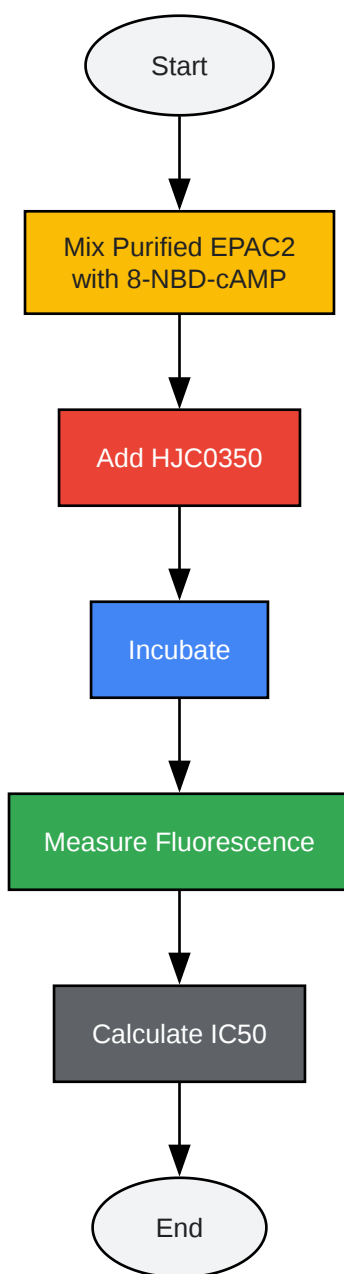 Start
Mix Purified EPAC2
with 8-NBD-cAMP
Add HJC0350
Incubate
Measure Fluorescence
Calculate IC50
End